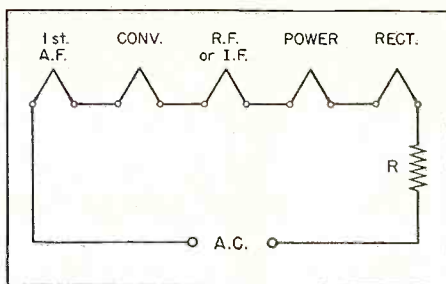 1st. A.F.
CONV.
R.F. or I.F.
POWER
RECT.
R
A.C.